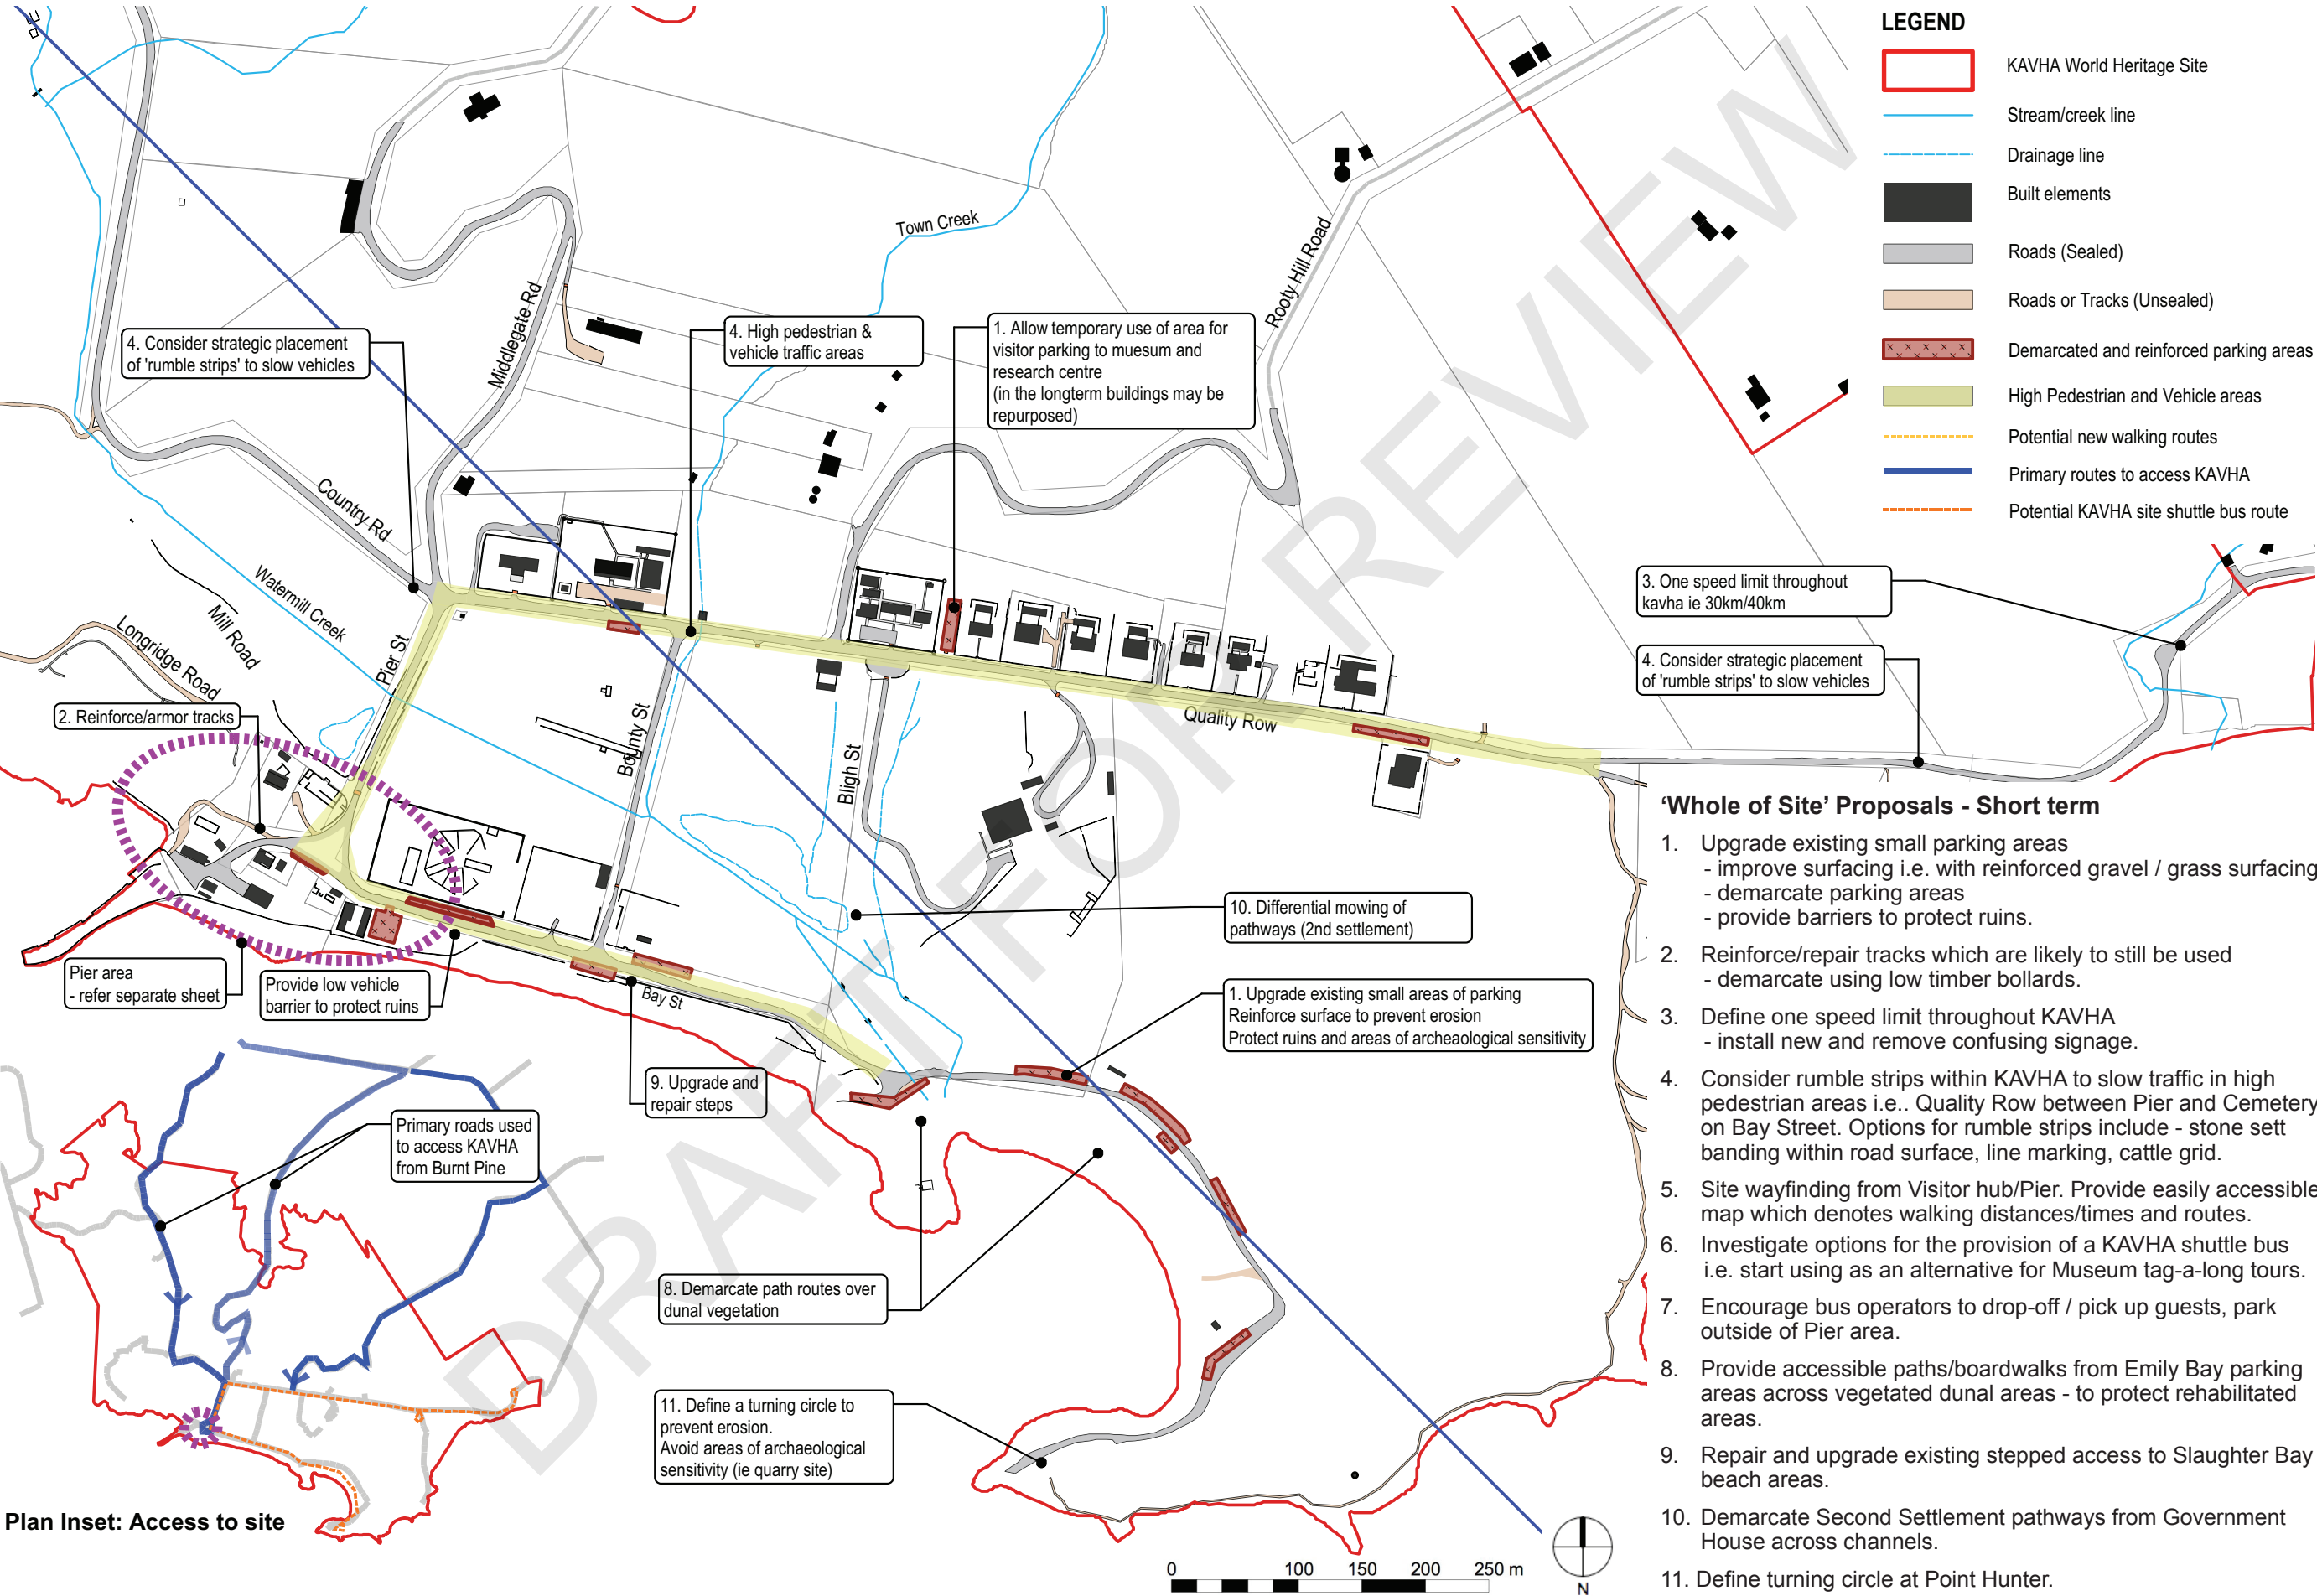 LEGEND
KAVHA World Heritage Site
Stream/creek line
Drainage line
Built elements
Roads (Sealed)
Roads or Tracks (Unsealed)
Demarcated and reinforced parking areas
High Pedestrian and Vehicle areas
Potential new walking routes
Primary routes to access KAVHA
Potential KAVHA site shuttle bus route
Town Creek
Rooty Hill Road
Middlegate Rd
4. Consider strategic placement
of 'rumble strips' to slow vehicles
4. High pedestrian &
vehicle traffic areas
1. Allow temporary use of area for
visitor parking to muesum and
research centre
(in the longterm buildings may be
repurposed)
Country Rd
Watermill Creek
Mill Road
Longridge Road
Pier St
Bounty St
Bligh St
Quality Row
Bay St
3. One speed limit throughout
kavha ie 30km/40km
4. Consider strategic placement
of 'rumble strips' to slow vehicles
2. Reinforce/armor tracks
Pier area
- refer separate sheet
Provide low vehicle
barrier to protect ruins
10. Differential mowing of
pathways (2nd settlement)
1. Upgrade existing small areas of parking
Reinforce surface to prevent erosion
Protect ruins and areas of archeaological sensitivity
9. Upgrade and
repair steps
Primary roads used
to access KAVHA
from Burnt Pine
8. Demarcate path routes over
dunal vegetation
11. Define a turning circle to
prevent erosion.
Avoid areas of archaeological
sensitivity (ie quarry site)
Plan Inset: Access to site
0 100 150 200 250 m
N
DRAFT FOR REVIEW
‘Whole of Site’ Proposals - Short term
1. Upgrade existing small parking areas
- improve surfacing i.e. with reinforced gravel / grass surfacing
- demarcate parking areas
- provide barriers to protect ruins.
2. Reinforce/repair tracks which are likely to still be used
- demarcate using low timber bollards.
3. Define one speed limit throughout KAVHA
- install new and remove confusing signage.
4. Consider rumble strips within KAVHA to slow traffic in high
pedestrian areas i.e.. Quality Row between Pier and Cemetery
on Bay Street. Options for rumble strips include - stone sett
banding within road surface, line marking, cattle grid.
5. Site wayfinding from Visitor hub/Pier. Provide easily accessible
map which denotes walking distances/times and routes.
6. Investigate options for the provision of a KAVHA shuttle bus
i.e. start using as an alternative for Museum tag-a-long tours.
7. Encourage bus operators to drop-off / pick up guests, park
outside of Pier area.
8. Provide accessible paths/boardwalks from Emily Bay parking
areas across vegetated dunal areas - to protect rehabilitated
areas.
9. Repair and upgrade existing stepped access to Slaughter Bay
beach areas.
10. Demarcate Second Settlement pathways from Government
House across channels.
11. Define turning circle at Point Hunter.